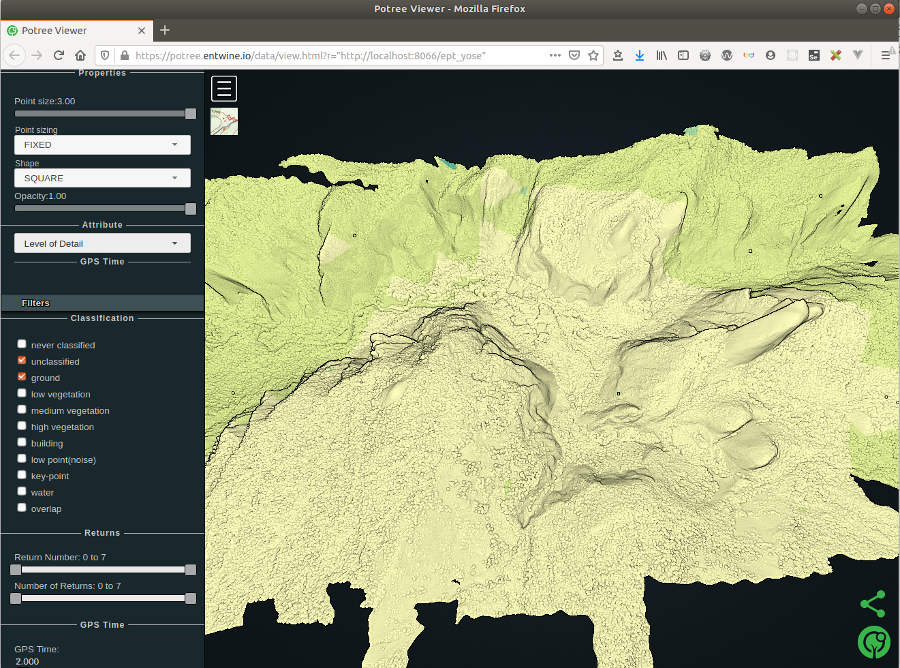 Potree Viewer - Mozilla Firefox
Potree Viewer
https://potree.entwine.io/data/view.html?r="http://localhost:8066/ept_yose"
Properties
Point size:3.00
Point sizing
FIXED
Shape
SQUARE
Opacity:1.00
Attribute
Level of Detail
GPS Time
Filters
Classification
never classified
unclassified
ground
low vegetation
medium vegetation
high vegetation
building
low point(noise)
key-point
water
overlap
Returns
Return Number: 0 to 7
Number of Returns: 0 to 7
GPS Time
GPS Time:
2.000